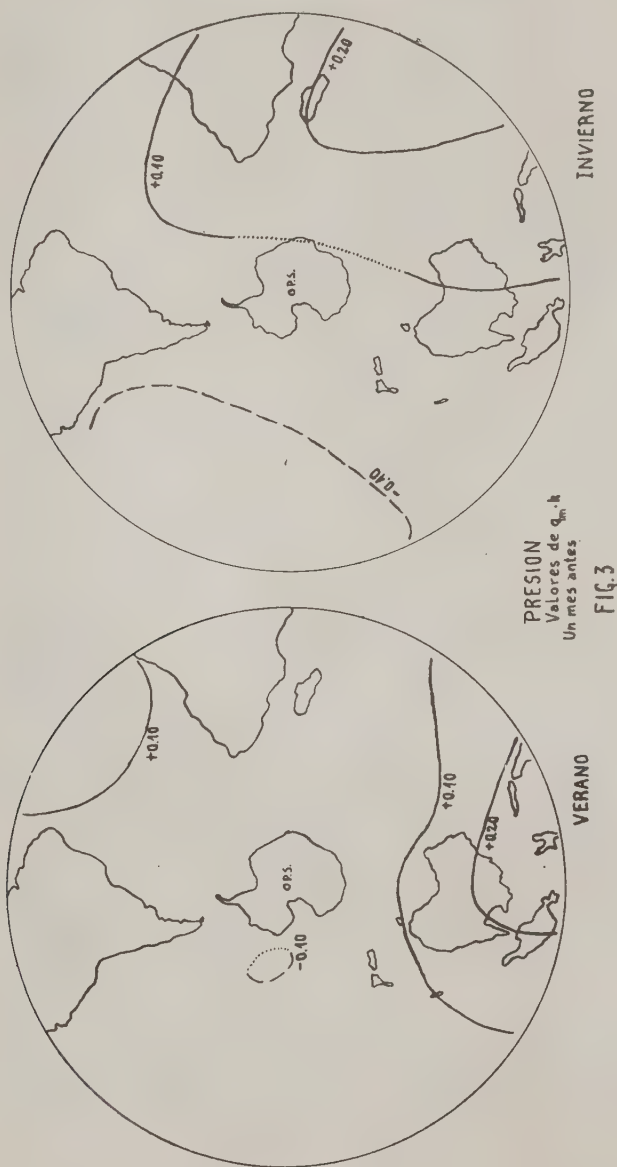 +0.10
+0.20
O P.S.
-0.10
INVIERNO
PRESION
Valores de qₘ·k
Un mes antes
FIG.3
+0.10
O P.S.
-0.10
+0.10
+0.20
VERANO